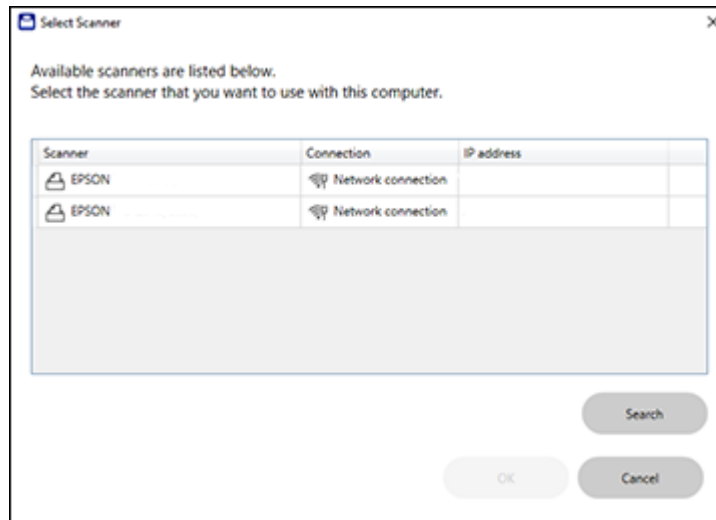 Select Scanner
Available scanners are listed below.
Select the scanner that you want to use with this computer.
Scanner Connection IP address
EPSON Network connection
EPSON Network connection
Search
OK Cancel